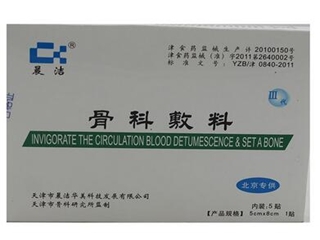 津食药监械生产许20100150号
津食药监械(准)字2011第2640002号
标准文号:YZB/津 0840-2011
晨洁
III代
骨科敷料
INVIGORATE THE CIRCULATION BLOOD DETUMESCENCE & SET A BONE
北京专供
天津市晨洁华美科技发展有限公司
天津市骨科研究所监制
内装:5贴
【产品规格】 5cm×8cm 1贴